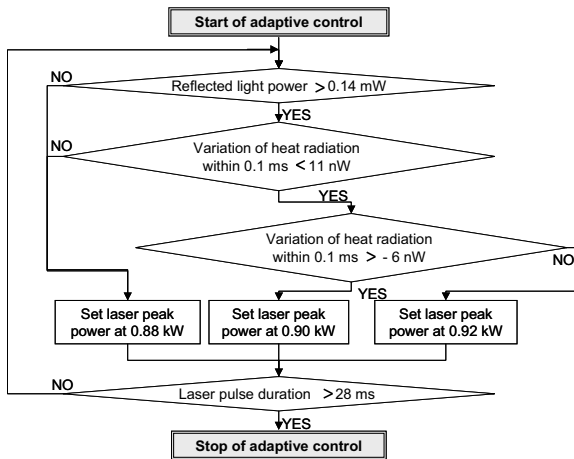 Start of adaptive control
NO
Reflected light power > 0.14 mW
YES
NO
Variation of heat radiation
within 0.1 ms < 11 nW
YES
Variation of heat radiation
within 0.1 ms > - 6 nW
NO
YES
Set laser peak
power at 0.88 kW
Set laser peak
power at 0.90 kW
Set laser peak
power at 0.92 kW
NO
Laser pulse duration > 28 ms
YES
Stop of adaptive control